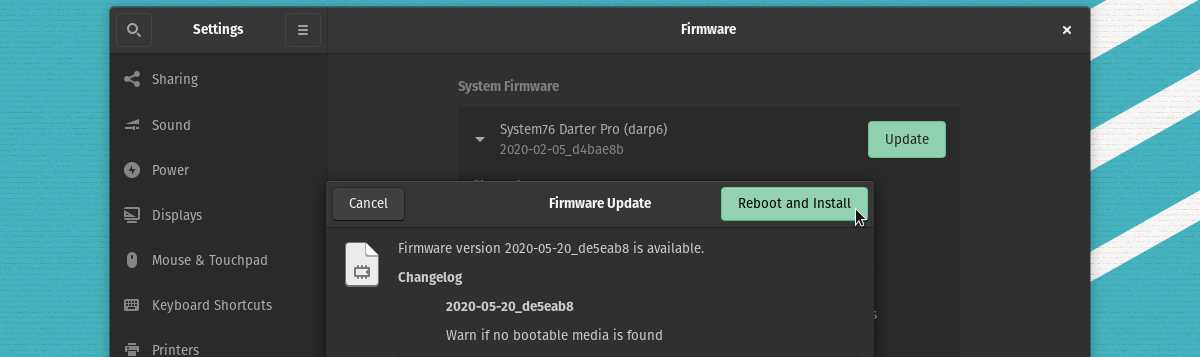 Settings
Firmware
Sharing
Sound
Power
Displays
Mouse & Touchpad
Keyboard Shortcuts
Printers
System Firmware
System76 Darter Pro (darp6)
2020-02-05_d4bae8b
Update
Cancel
Firmware Update
Reboot and Install
Firmware version 2020-05-20_de5eab8 is available.
Changelog
2020-05-20_de5eab8
Warn if no bootable media is found